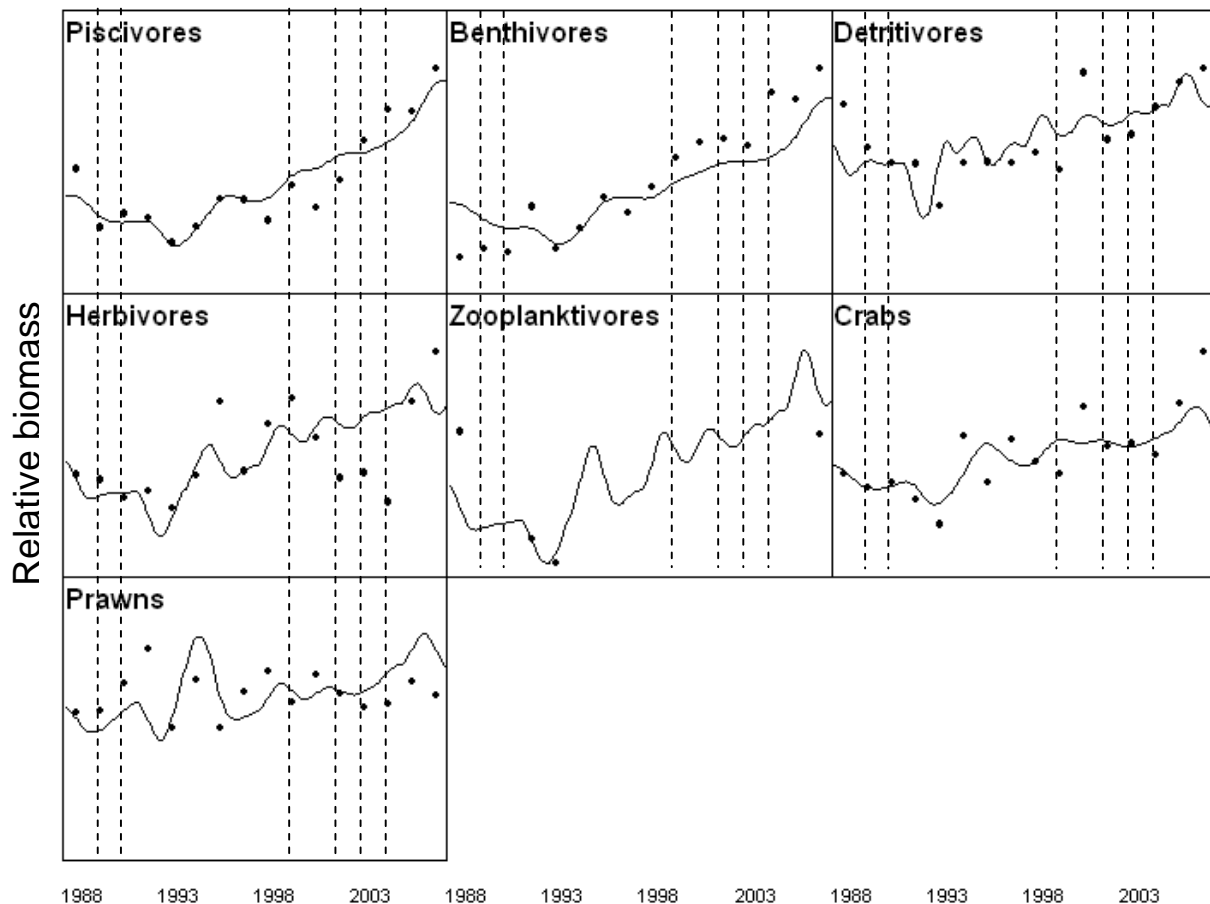 Piscivores
Benthivores
Detritivores
Herbivores
Zooplanktivores
Crabs
Prawns
Relative biomass
1988 1993 1998 2003 1988 1993 1998 2003 1988 1993 1998 2003